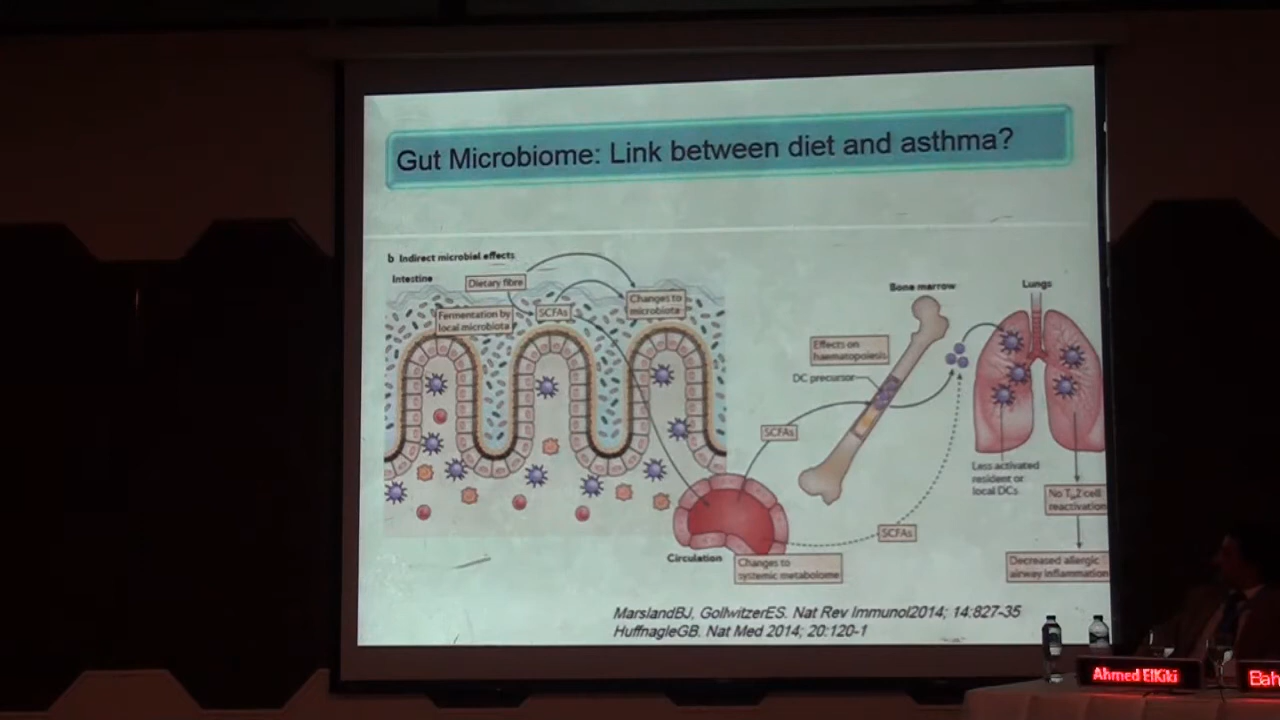 Gut Microbiome: Link between diet and asthma?
b Indirect microbial effects
Intestine
Dietary fibre
Fermentation by
local microbiota
SCFAs
Changes to
microbiota
Bone marrow
Lungs
Effects on
haematopoiesis
DC precursor
SCFAs
Less activated
resident or
local DCs
No TH2 cell
reactivation
SCFAs
Circulation
Changes to
systemic metabolome
Decreased allergic
airway inflammation
MarslandBJ, GollwitzerES. Nat Rev Immunol2014; 14:827-35
HuffnagleGB. Nat Med 2014; 20:120-1
Ahmed ElKiki
Bah